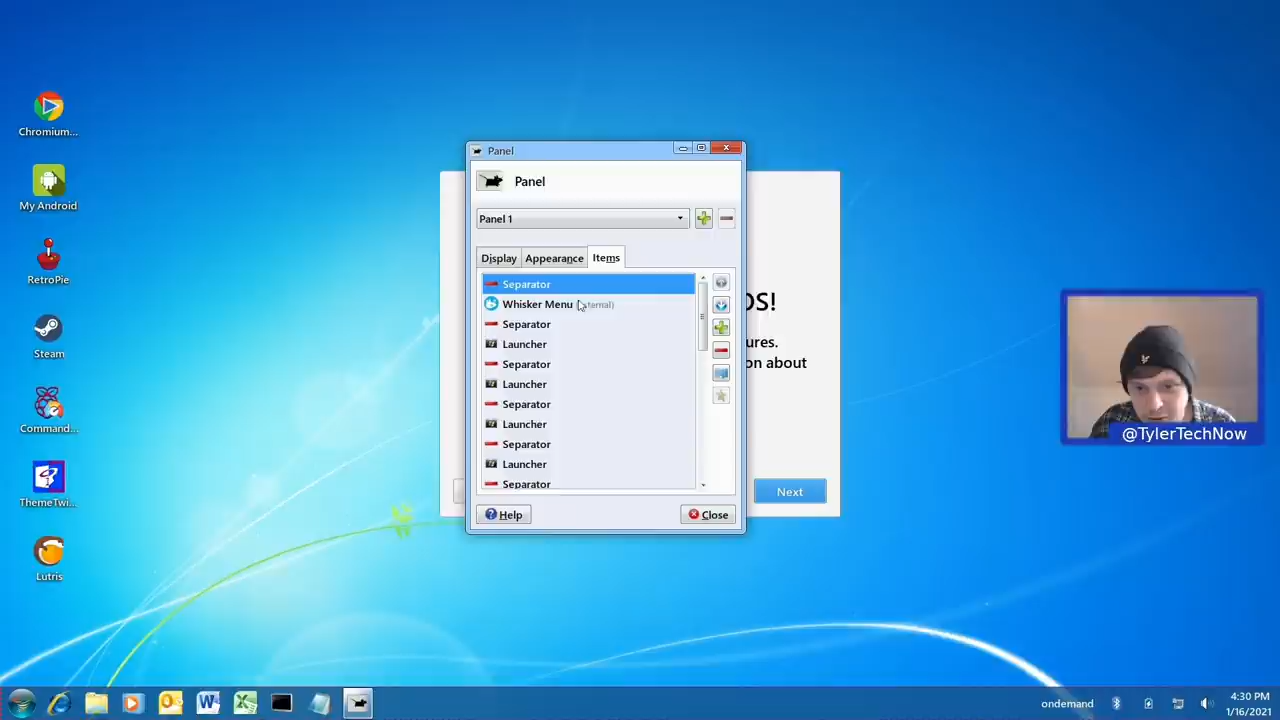 Chromium...
My Android
RetroPie
Steam
Command...
ThemeTwi...
Lutris
Panel
Panel
Panel 1
Display
Appearance
Items
Separator
Whisker Menu
Separator
Launcher
Separator
Launcher
Separator
Launcher
Separator
Launcher
Separator
Help
Close
OS!
ures.
on about
Next
@TylerTechNow
ondemand
4:30 PM
1/16/2021